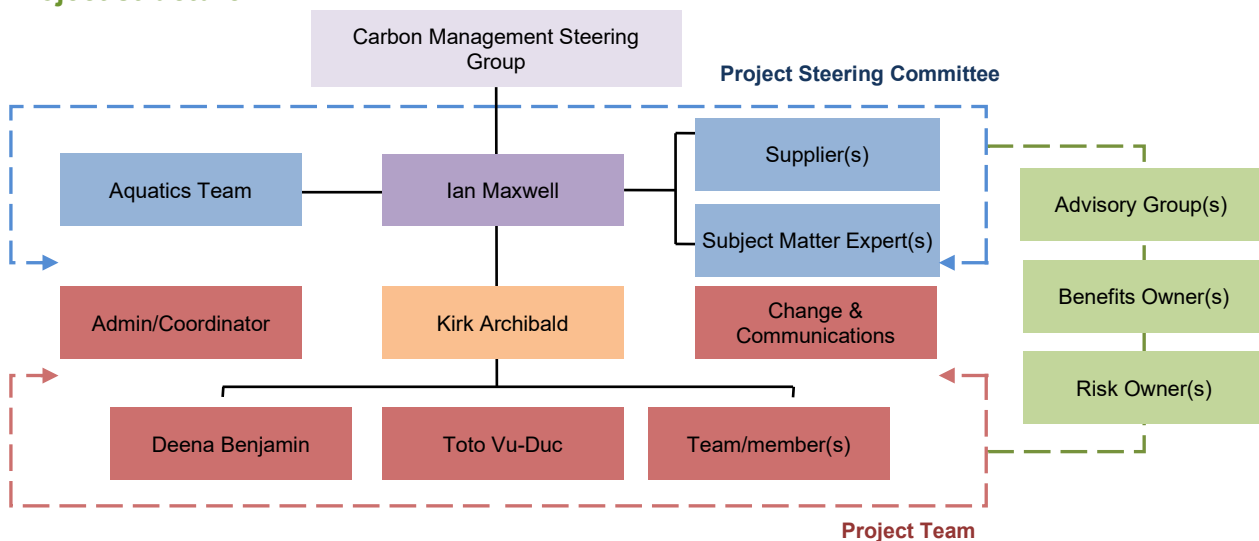 Carbon Management Steering
Group
Project Steering Committee
Supplier(s)
Aquatics Team
Ian Maxwell
Advisory Group(s)
Subject Matter Expert(s)
Admin/Coordinator
Kirk Archibald
Change &
Communications
Benefits Owner(s)
Risk Owner(s)
Deena Benjamin
Toto Vu-Duc
Team/member(s)
Project Team